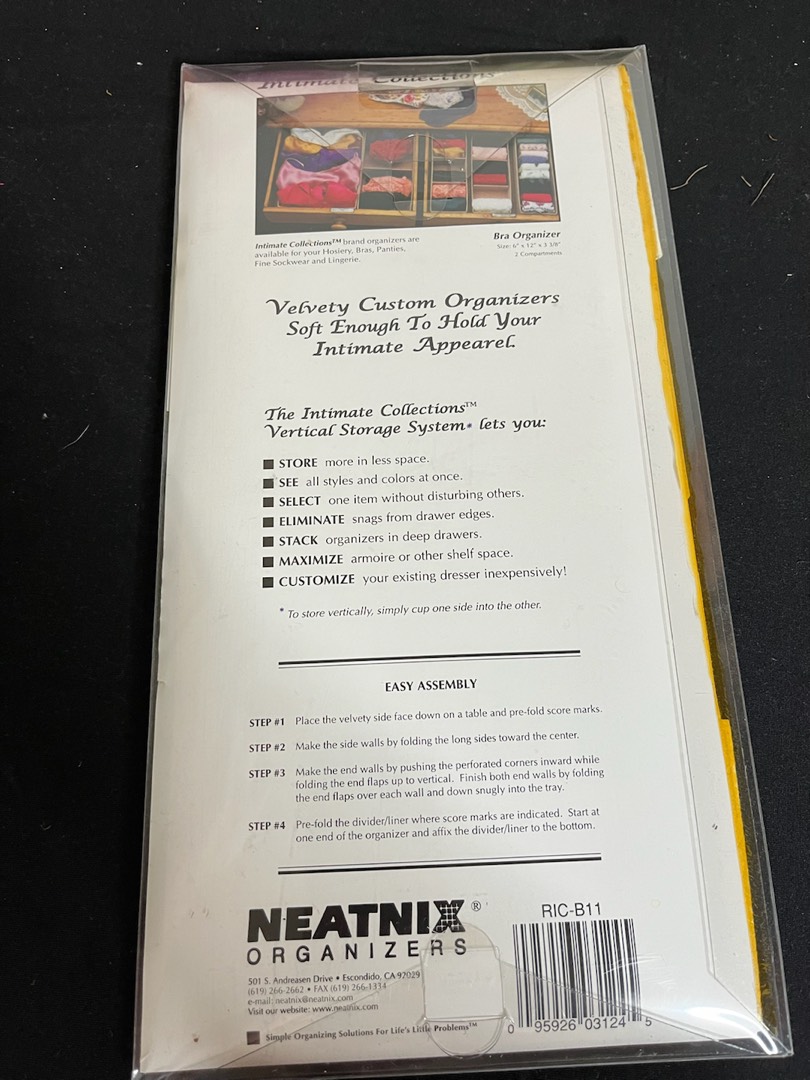 Intimate Collections
Intimate Collections™ brand organizers are
available for your Hosiery, Bras, Panties,
Fine Sockwear and Lingerie.
Bra Organizer
Size: 6" x 12" x 3 3/8"
2 Compartments
Velvety Custom Organizers
Soft Enough To Hold Your
Intimate Appearel.
The Intimate Collections™
Vertical Storage System* lets you:
■ STORE more in less space.
■ SEE all styles and colors at once.
■ SELECT one item without disturbing others.
■ ELIMINATE snags from drawer edges.
■ STACK organizers in deep drawers.
■ MAXIMIZE armoire or other shelf space.
■ CUSTOMIZE your existing dresser inexpensively!
* To store vertically, simply cup one side into the other.
EASY ASSEMBLY
STEP #1 Place the velvety side face down on a table and pre-fold score marks.
STEP #2 Make the side walls by folding the long sides toward the center.
STEP #3 Make the end walls by pushing the perforated corners inward while
folding the end flaps up to vertical. Finish both end walls by folding
the end flaps over each wall and down snugly into the tray.
STEP #4 Pre-fold the divider/liner where score marks are indicated. Start at
one end of the organizer and affix the divider/liner to the bottom.
NEATNIX®
ORGANIZERS
501 S. Andreasen Drive • Escondido, CA 92029
(619) 266-2662 • FAX (619) 266-1334
e-mail: neatnix@neatnix.com
Visit our website: www.neatnix.com
Simple Organizing Solutions For Life's Little Problems™
RIC-B11
0 95926 03124 5